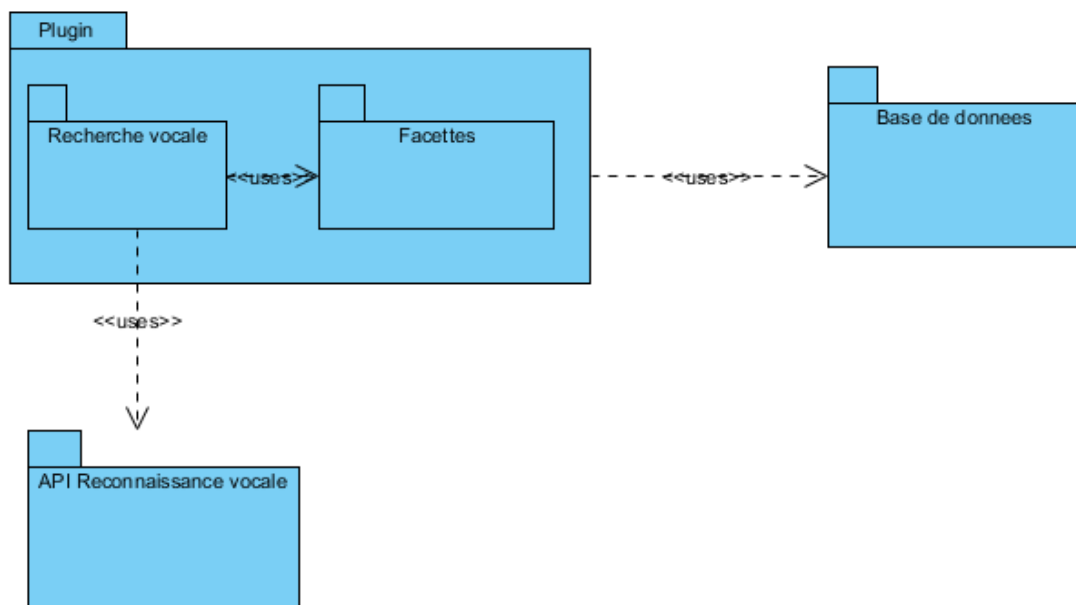 Plugin
Recherche vocale
Facettes
Base de donnees
<<uses>>
<<uses>>
<<uses>>
API Reconnaissance vocale